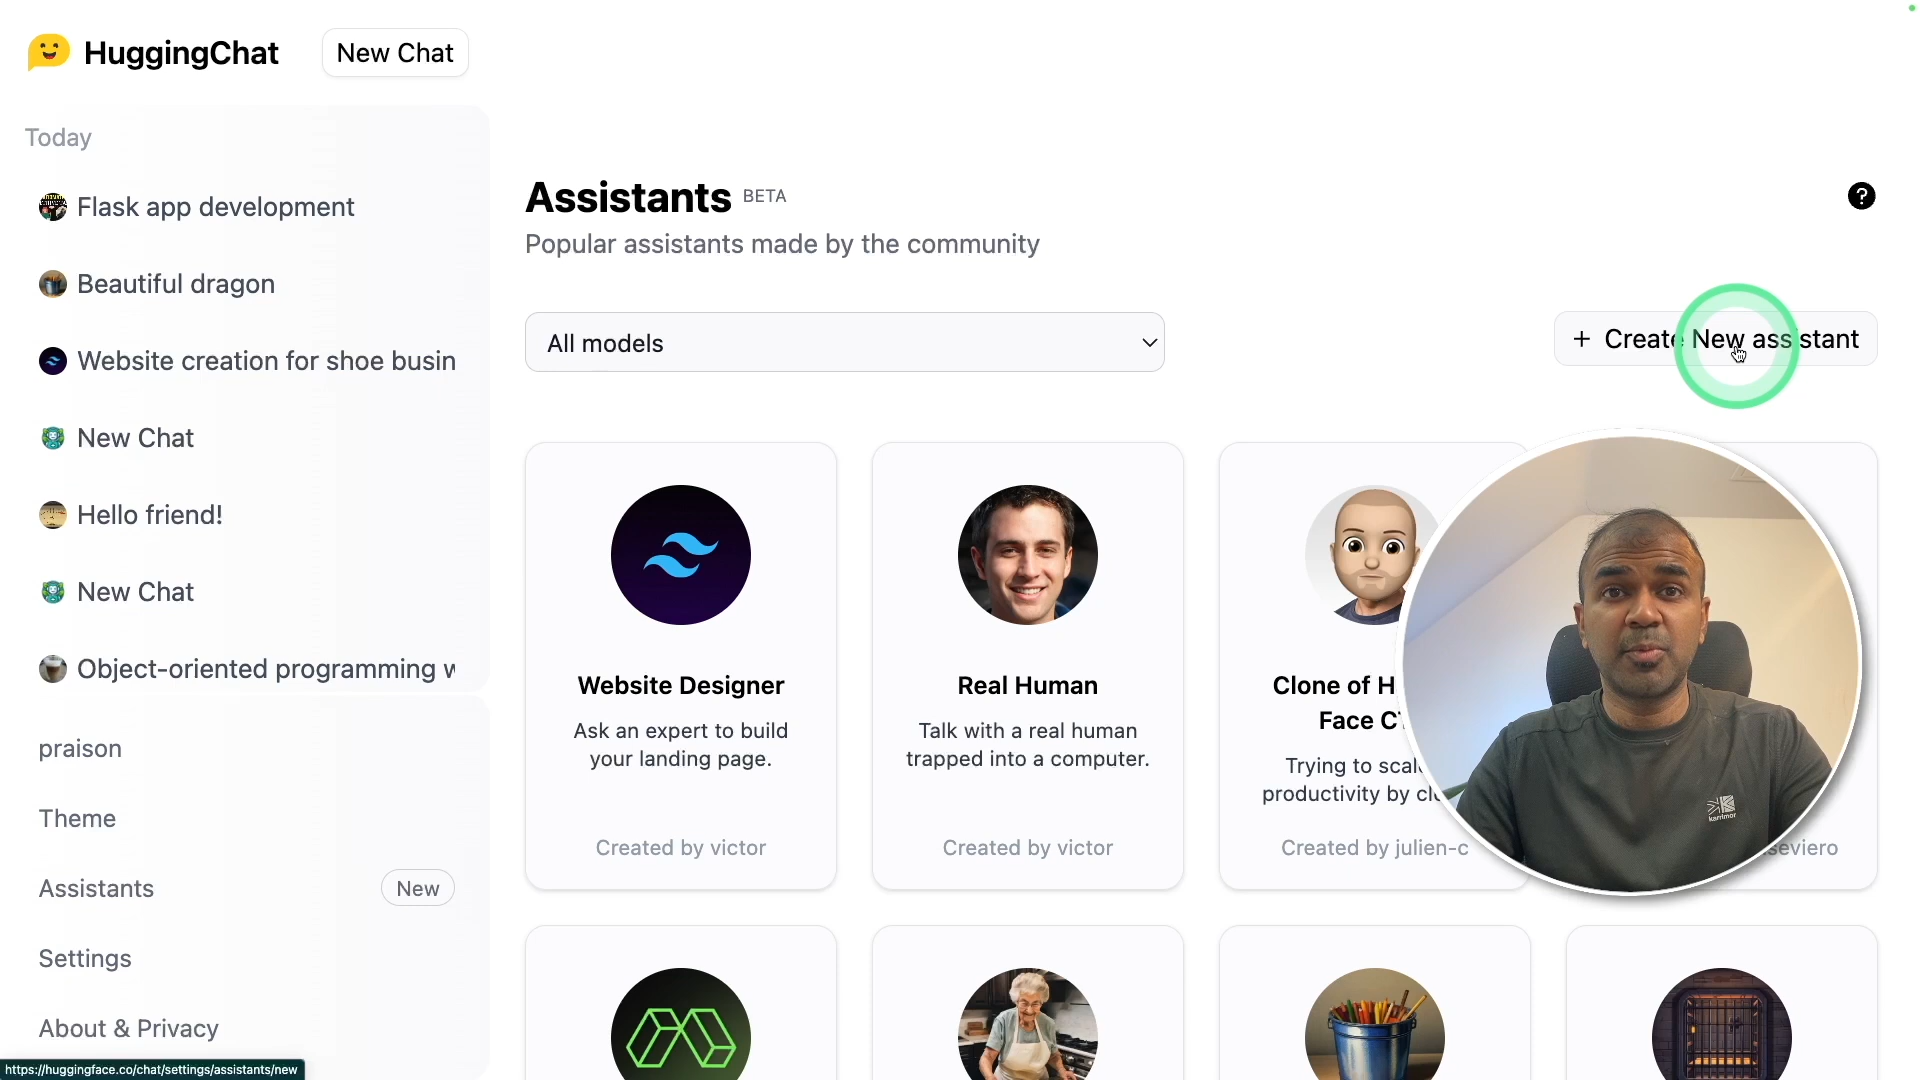 HuggingChat
New Chat
Today
Flask app development
Beautiful dragon
Website creation for shoe busin
New Chat
Hello friend!
New Chat
Object-oriented programming w
praison
Theme
Assistants
New
Settings
About & Privacy
https://huggingface.co/chat/settings/assistants/new
Assistants BETA
?
Popular assistants made by the community
All models
+ Create New assistant
Website Designer
Ask an expert to build
your landing page.
Created by victor
Real Human
Talk with a real human
trapped into a computer.
Created by victor
Clone of H
Face C
Trying to scal
productivity by cl
Created by julien-c
seviero
karrimor